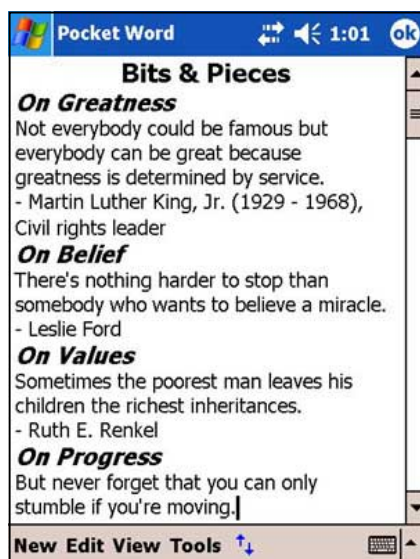 Pocket Word 1:01 ok
Bits & Pieces
On Greatness
Not everybody could be famous but
everybody can be great because
greatness is determined by service.
- Martin Luther King, Jr. (1929 - 1968),
Civil rights leader
On Belief
There's nothing harder to stop than
somebody who wants to believe a miracle.
- Leslie Ford
On Values
Sometimes the poorest man leaves his
children the richest inheritances.
- Ruth E. Renkel
On Progress
But never forget that you can only
stumble if you're moving.
New Edit View Tools